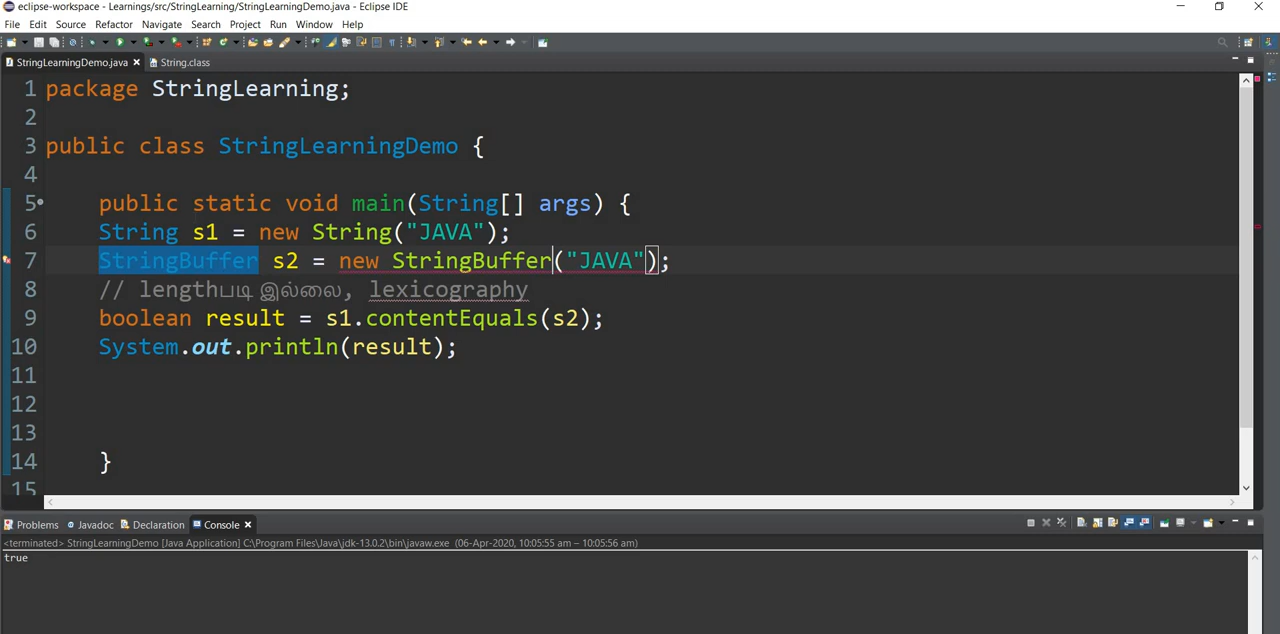 eclipse-workspace - Learnings/src/StringLearning/StringLearningDemo.java - Eclipse IDE
File Edit Source Refactor Navigate Search Project Run Window Help
StringLearningDemo.java String.class
1 package StringLearning;
2
3 public class StringLearningDemo {
4
5 public static void main(String[] args) {
6 String s1 = new String("JAVA");
7 StringBuffer s2 = new StringBuffer("JAVA");
8 // lengthபடி இல்லை, lexicography
9 boolean result = s1.contentEquals(s2);
10 System.out.println(result);
11
12
13
14 }
15
Problems Javadoc Declaration Console
<terminated> StringLearningDemo [Java Application] C:\Program Files\Java\jdk-13.0.2\bin\javaw.exe (06-Apr-2020, 10:05:55 am – 10:05:56 am)
true